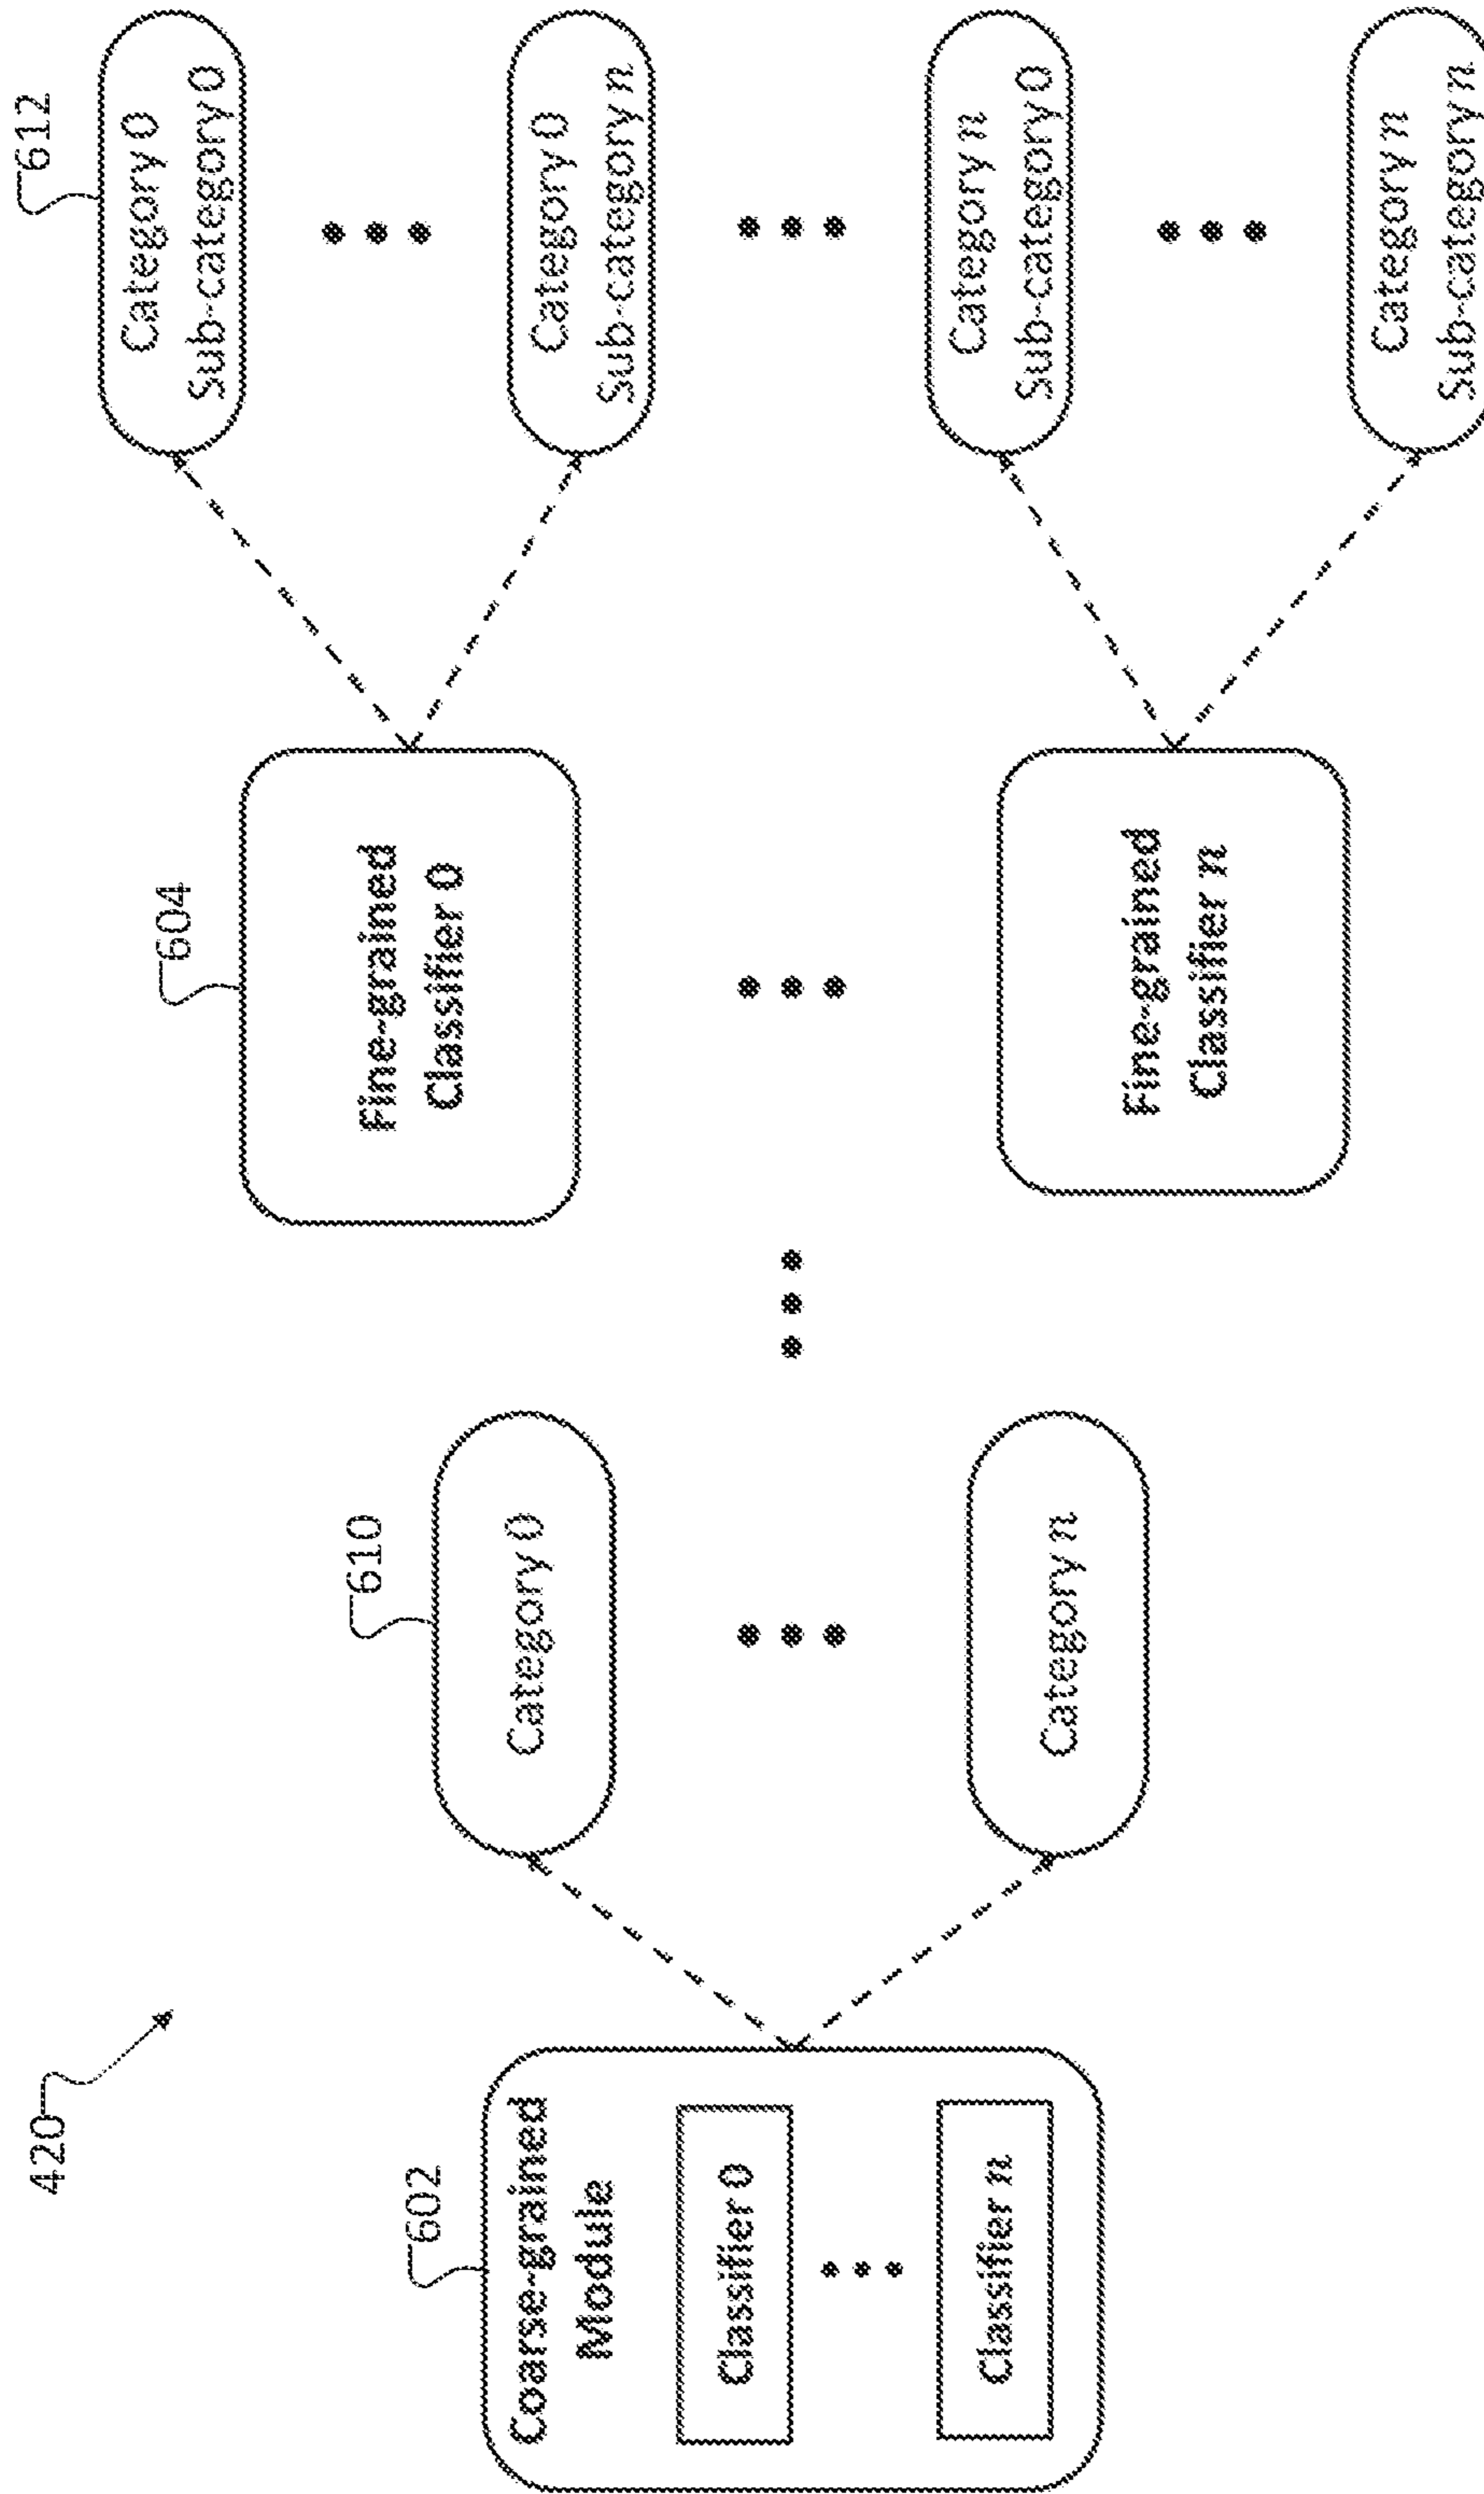 420
602
Coarse-grained
Module
Classifier 0
Classifier n
610
Category 0
Category n
604
Fine-grained
Classifier 0
Fine-grained
Classifier n
612
Category 0
Sub-category 0
Category 0
Sub-category n
Category n
Sub-category 0
Category n
Sub-category n